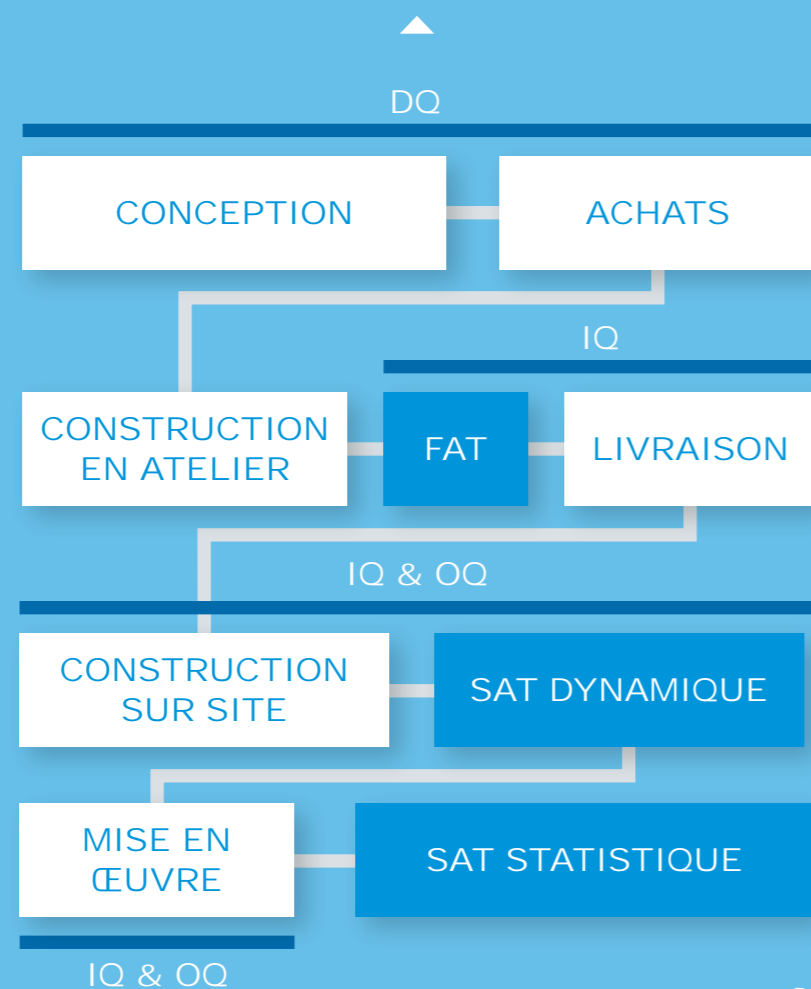 DQ
CONCEPTION
ACHATS
IQ
CONSTRUCTION
EN ATELIER
FAT
LIVRAISON
IQ & OQ
CONSTRUCTION
SUR SITE
SAT DYNAMIQUE
MISE EN
ŒUVRE
SAT STATISTIQUE
IQ & OQ